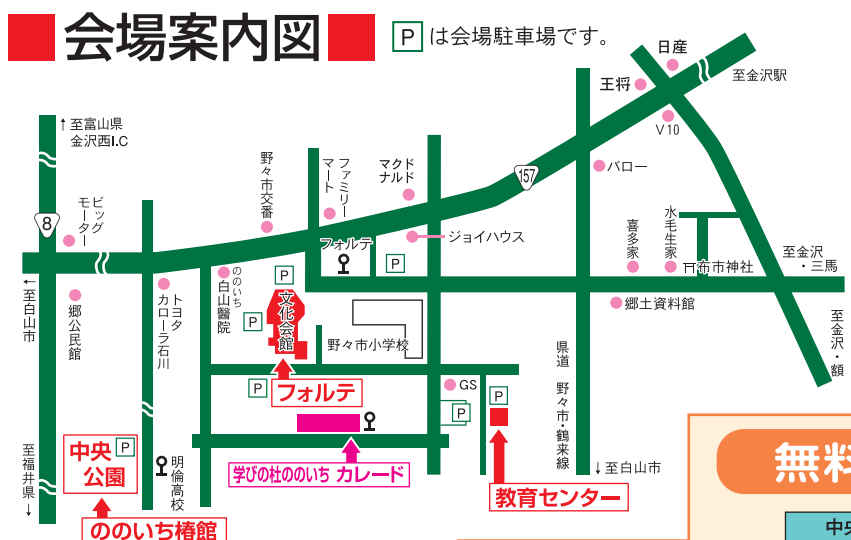 会場案内図
Pは会場駐車場です。
日産
王将
至金沢駅
V10
↑至富山県
金沢西I.C
8
ビッグ
モーター
野々市交番
ファミリー
マート
マクド
ナルド
157
バロー
ジョイハウス
フォルテ
P
喜多家
水毛生家
布市神社
至金沢
・三馬
郷土資料館
至金沢・額
←至白山市
郷公民館
トヨタ
カローラ石川
ののいち
白山醫院
P
P
文化会館
野々市小学校
P
フォルテ
GS
P
P
県道 野々市・鶴来線
↓至白山市
至福井県↓
中央
公園
P
明倫高校
学びの杜ののいち カレード
教育センター
ののいち椿館
無料
中央